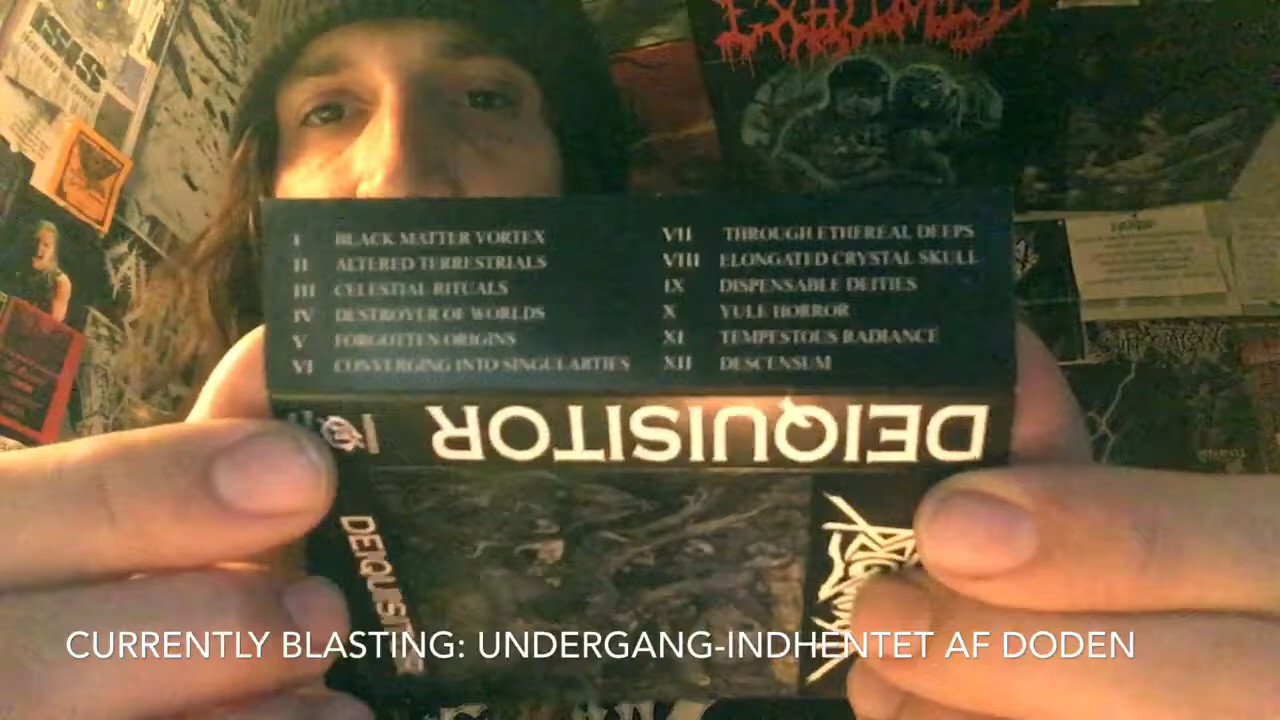 EXHUMED
I BLACK MATTER VORTEX
II ALTERED TERRESTRIALS
III CELESTIAL RITUALS
IV DESTROYER OF WORLDS
V FORGOTTEN ORIGINS
VI CONVERGING INTO SINGULARTIES
VII THROUGH ETHEREAL DEEPS
VIII ELONGATED CRYSTAL SKULL
IX DISPENSABLE DEITIES
X YULE HORROR
XI TEMPESTOUS RADIANCE
XII DESCENSUM
DEIQUISITOR
CURRENTLY BLASTING: UNDERGANG-INDHENTET AF DODEN